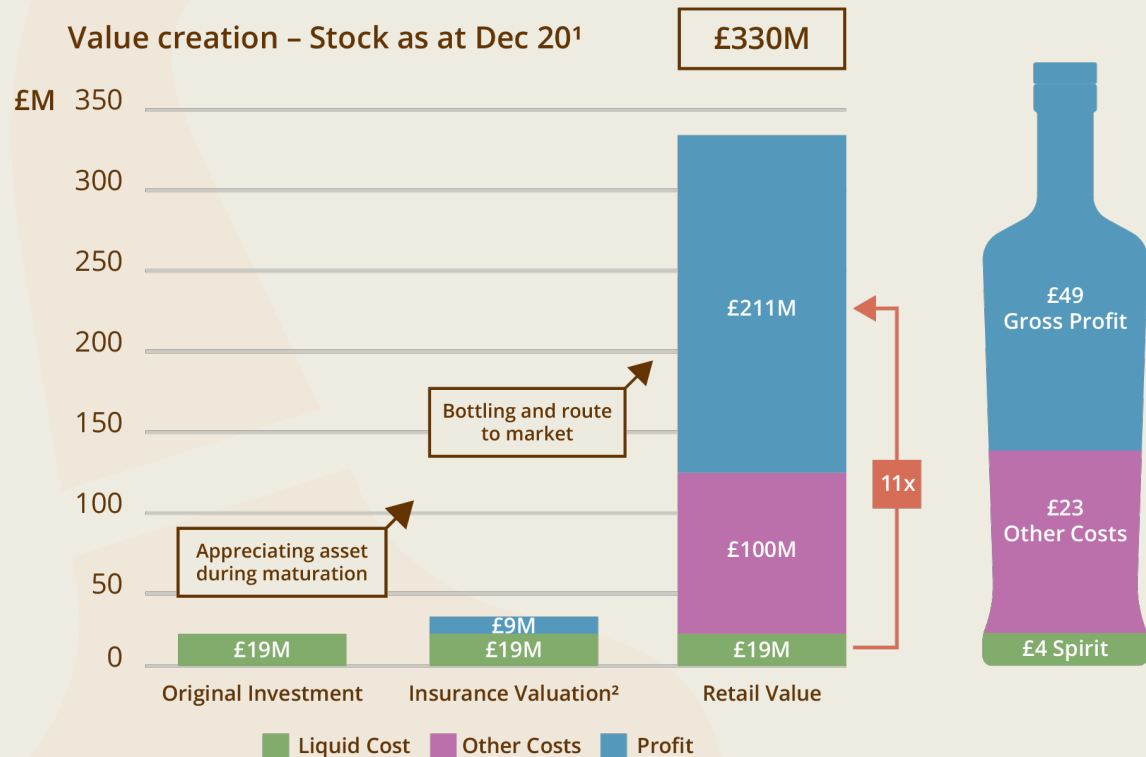 Value creation – Stock as at Dec 20¹
£330M
£M
350
300
250
200
150
100
50
0
£211M
£100M
£19M
Bottling and route
to market
Appreciating asset
during maturation
£9M
£19M
£19M
11x
£49
Gross Profit
£23
Other Costs
£4 Spirit
Original Investment
Insurance Valuation²
Retail Value
Liquid Cost
Other Costs
Profit